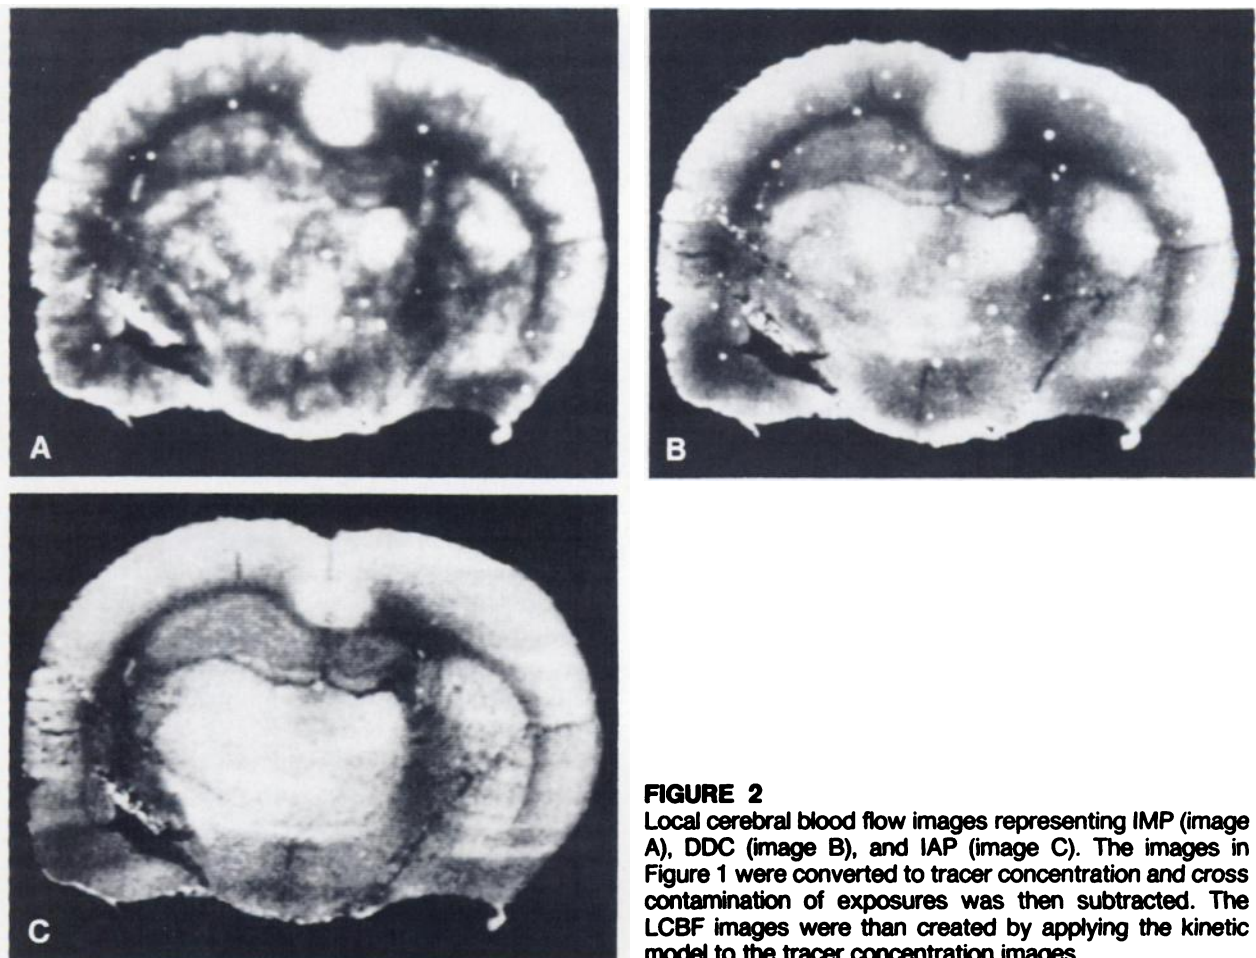 A
B
C
FIGURE 2
Local cerebral blood flow images representing IMP (image
A), DDC (image B), and IAP (image C). The images in
Figure 1 were converted to tracer concentration and cross
contamination of exposures was then subtracted. The
LCBF images were than created by applying the kinetic
model to the tracer concentration images